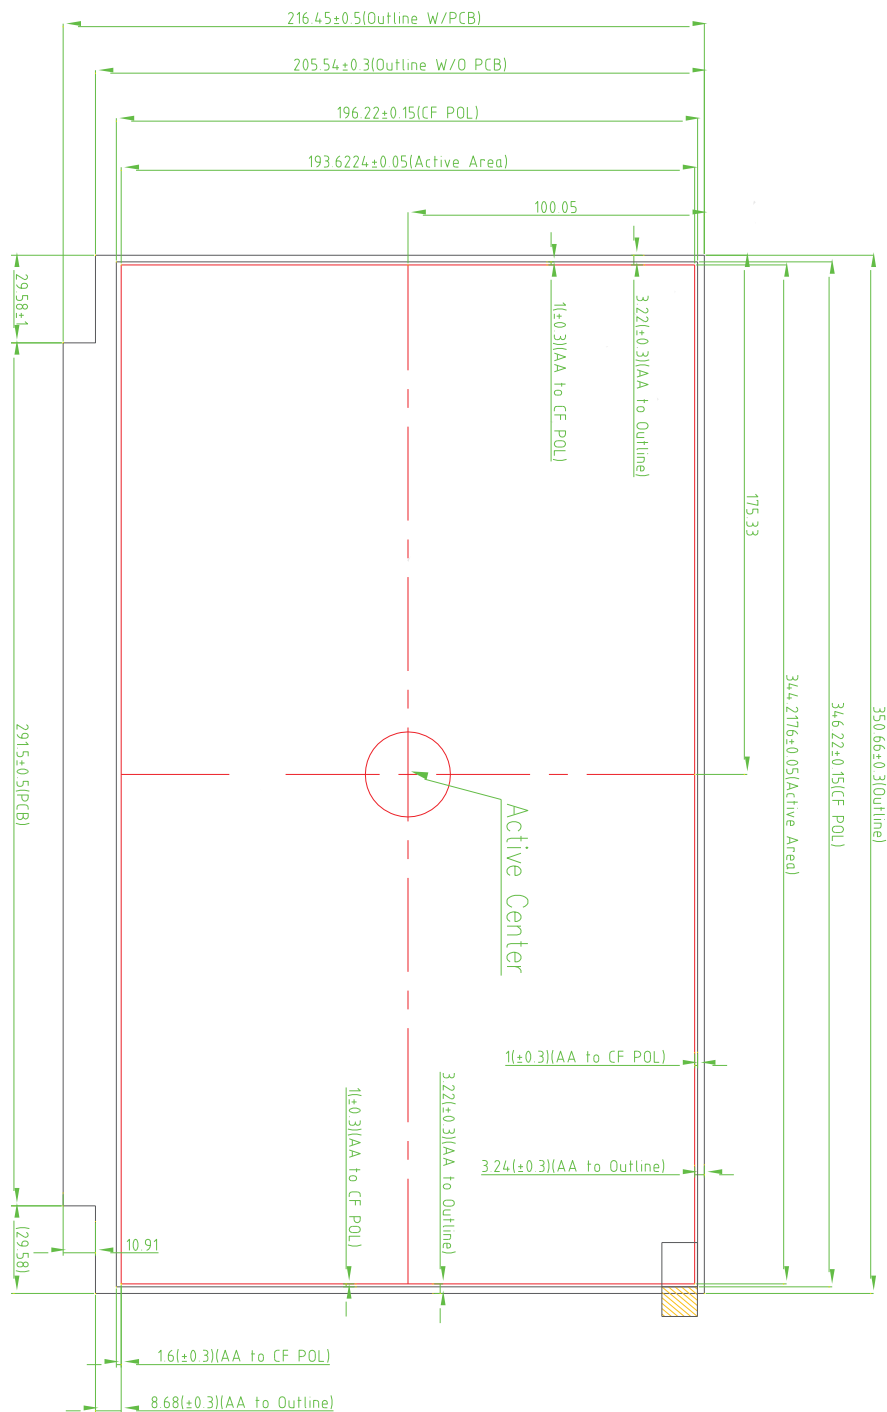 216.45±0.5(Outline W/PCB)
205.54±0.3(Outline W/O PCB)
196.22±0.15(CF POL)
193.6224±0.05(Active Area)
100.05
29.58±1
1(±0.3)(AA to CF POL)
3.22(±0.3)(AA to Outline)
175.33
344.2176±0.05(Active Area)
346.22±0.15(CF POL)
350.66±0.3(Outline)
291.5±0.5(PCB)
Active Center
1(±0.3)(AA to CF POL)
1(±0.3)(AA to CF POL)
3.22(±0.3)(AA to Outline)
3.24(±0.3)(AA to Outline)
(29.58)
10.91
1.6(±0.3)(AA to CF POL)
8.68(±0.3)(AA to Outline)